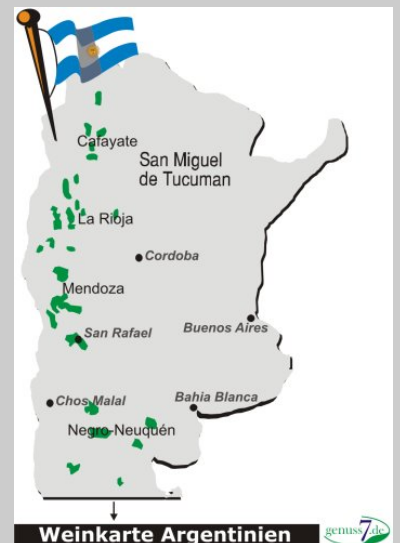 Cafayate
San Miguel
de Tucuman
La Rioja
Cordoba
Mendoza
San Rafael
Buenos Aires
Chos Malal
Bahia Blanca
Negro-Neuquén
Weinkarte Argentinien
genuss7.de